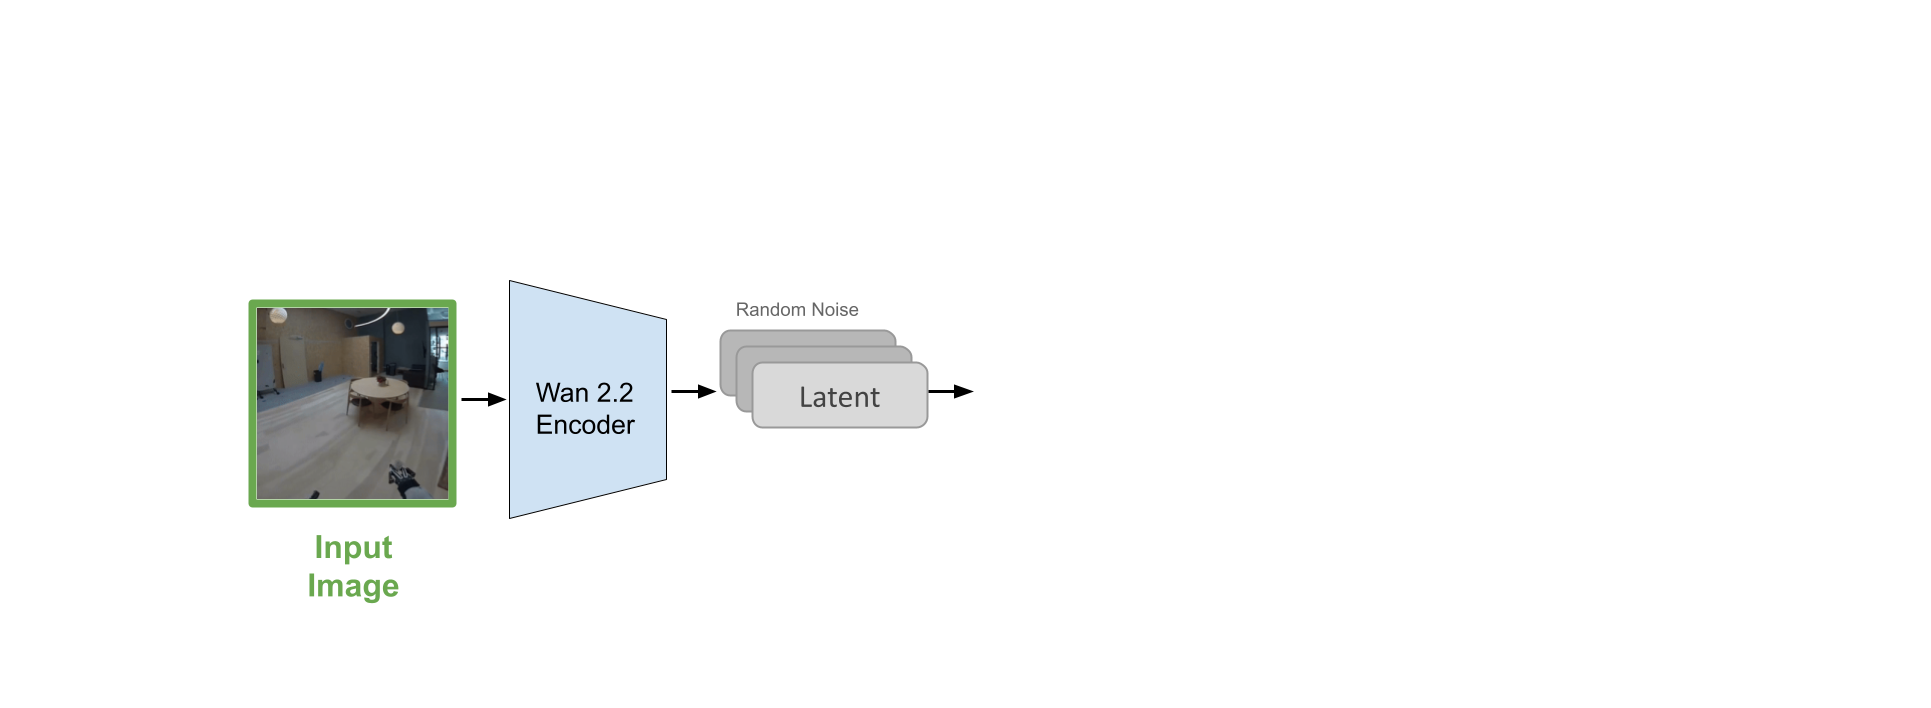 Random Noise
Wan 2.2
Encoder
Latent
Input
Image